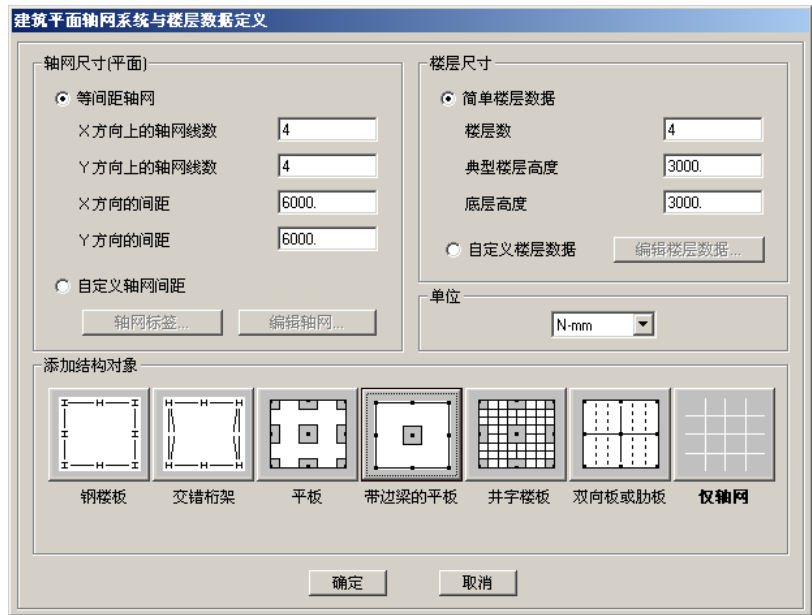 建筑平面轴网系统与楼层数据定义
轴网尺寸(平面)
等间距轴网
X方向上的轴网线数 4
Y方向上的轴网线数 4
X方向的间距 6000.
Y方向的间距 6000.
自定义轴网间距
轴网标签... 编辑轴网...
楼层尺寸
简单楼层数据
楼层数 4
典型楼层高度 3000.
底层高度 3000.
自定义楼层数据 编辑楼层数据...
单位
N-mm
添加结构对象
钢楼板 交错桁架 平板 带边梁的平板 井字楼板 双向板或肋板 仅轴网
确定 取消